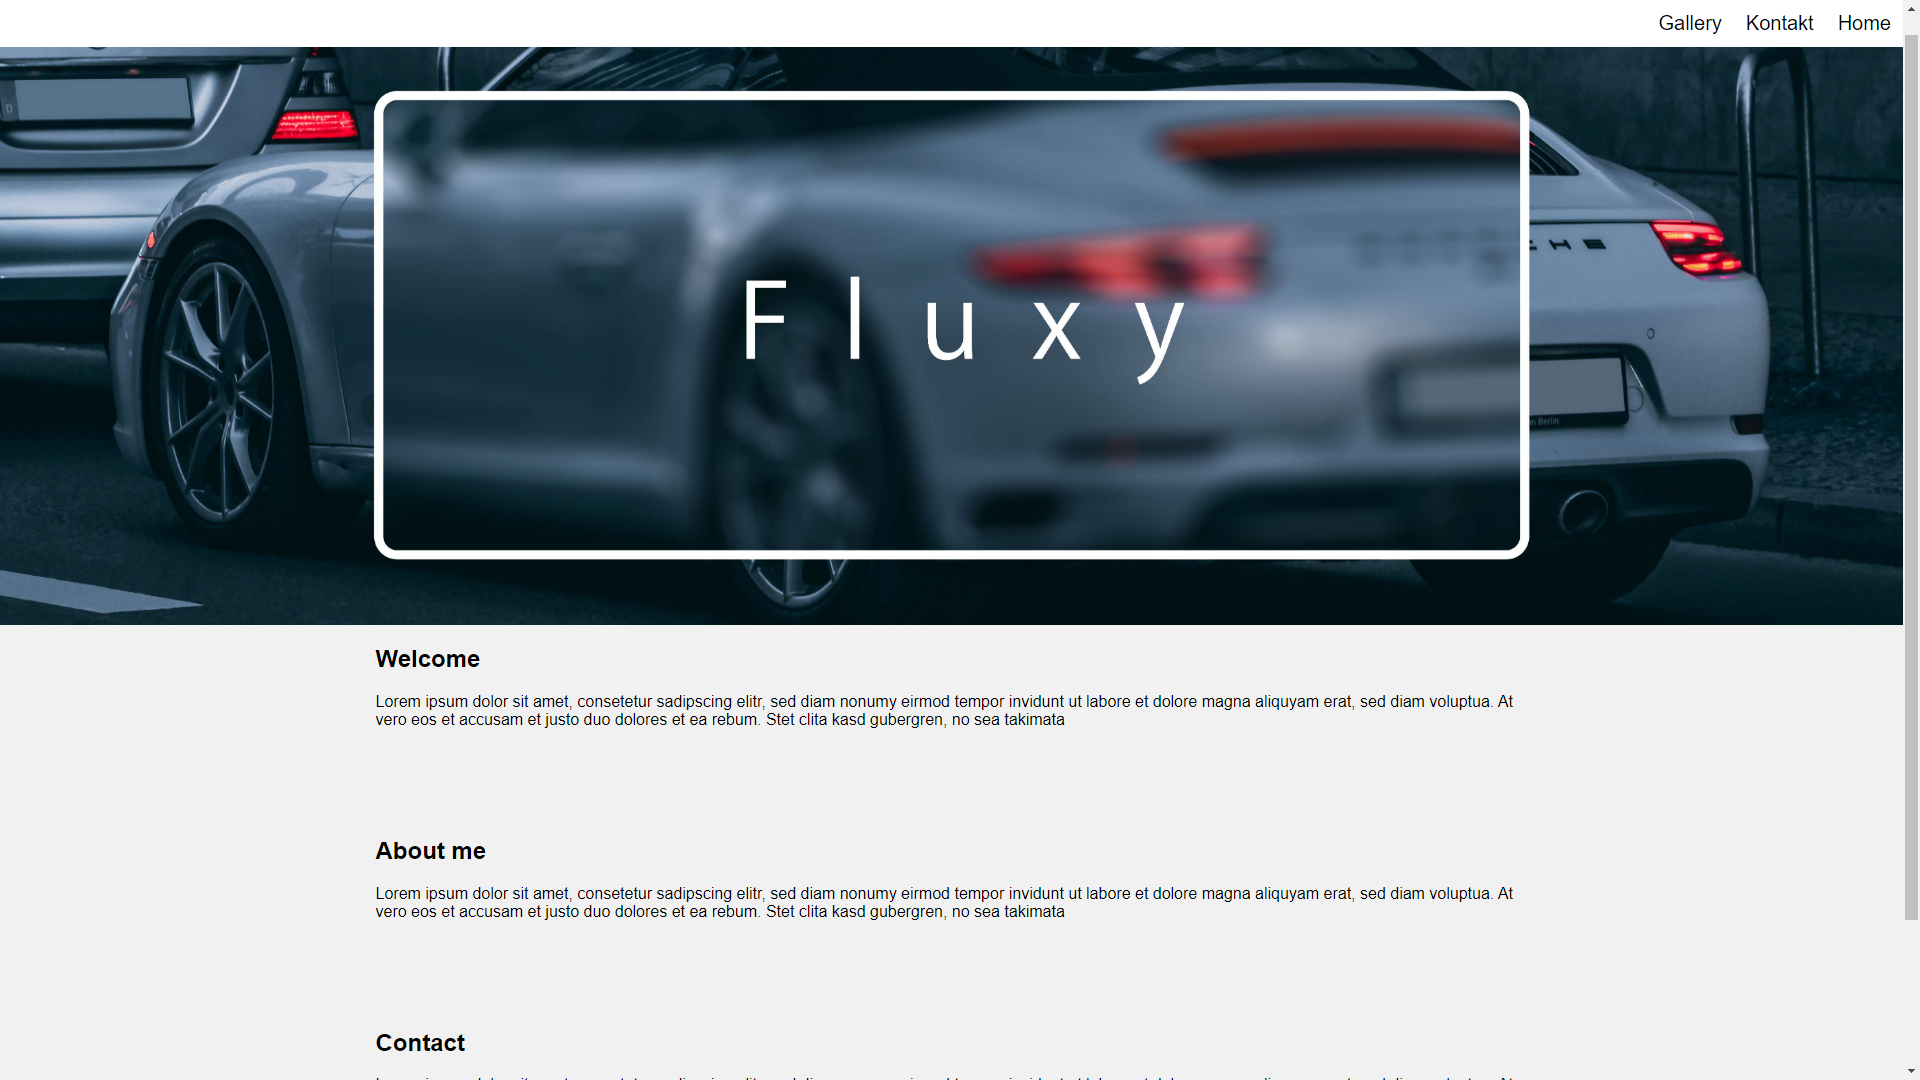 Gallery Kontakt Home
D
F l u x y
CHE
Berlin
Welcome
Lorem ipsum dolor sit amet, consetetur sadipscing elitr, sed diam nonumy eirmod tempor invidunt ut labore et dolore magna aliquyam erat, sed diam voluptua. At
vero eos et accusam et justo duo dolores et ea rebum. Stet clita kasd gubergren, no sea takimata
About me
Lorem ipsum dolor sit amet, consetetur sadipscing elitr, sed diam nonumy eirmod tempor invidunt ut labore et dolore magna aliquyam erat, sed diam voluptua. At
vero eos et accusam et justo duo dolores et ea rebum. Stet clita kasd gubergren, no sea takimata
Contact